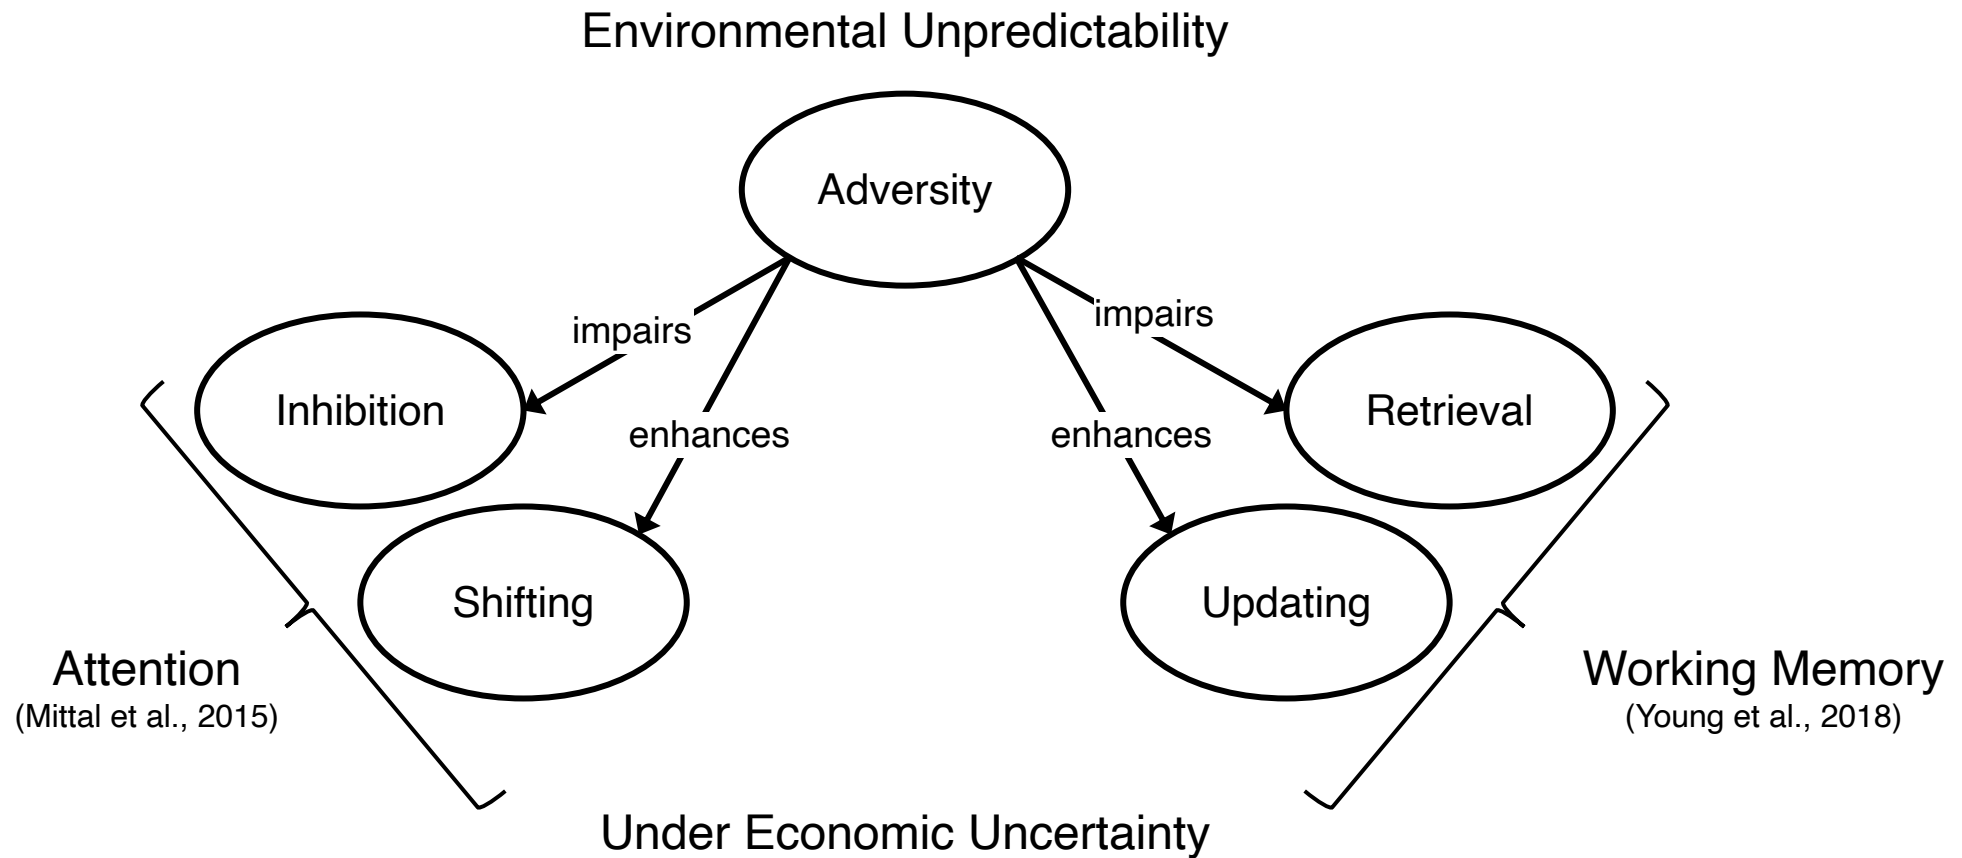 Environmental Unpredictability
Adversity
impairs
impairs
Inhibition
Retrieval
enhances
enhances
Shifting
Updating
Attention
(Mittal et al., 2015)
Working Memory
(Young et al., 2018)
Under Economic Uncertainty